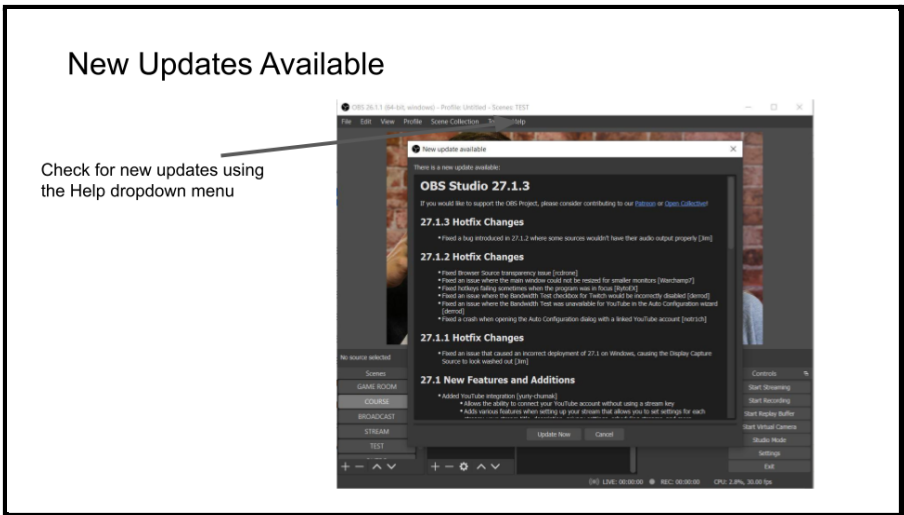 New Updates Available
Check for new updates using
the Help dropdown menu
OBS 26.1.1 (64-bit, windows) - Profile: Untitled - Scenes: TEST
File Edit View Profile Scene Collection Help
New update available
There is a new update available:
OBS Studio 27.1.3
If you would like to support the OBS Project, please consider contributing to our Patreon or Open Collective!
27.1.3 Hotfix Changes
• Fixed a bug introduced in 27.1.2 where some sources wouldn't have their audio output properly [Jim]
27.1.2 Hotfix Changes
• Fixed Browser Source transparency issue [rcdrone]
• Fixed an issue where the main window could not be resized for smaller monitors [Warchamp7]
• Fixed hotkeys failing sometimes when the program was in focus [RytoEX]
• Fixed an issue where the Bandwidth Test checkbox for Twitch would be incorrectly disabled [derrod]
• Fixed an issue where the Bandwidth Test was unavailable for YouTube in the Auto Configuration wizard
[derrod]
• Fixed a crash when opening the Auto Configuration dialog with a linked YouTube account [notr1ch]
27.1.1 Hotfix Changes
• Fixed an issue that caused an incorrect deployment of 27.1 on Windows, causing the Display Capture
Source to look washed out [Jim]
27.1 New Features and Additions
• Added YouTube integration [yuriy-chumak]
• Allows the ability to connect your YouTube account without using a stream key
• Adds various features when setting up your stream that allows you to set settings for each
Update Now Cancel
No source selected
Scenes
GAME ROOM
COURSE
BROADCAST
STREAM
TEST
Controls
Start Streaming
Start Recording
Start Replay Buffer
Start Virtual Camera
Studio Mode
Settings
Exit
LIVE: 00:00:00 REC: 00:00:00 CPU: 2.8%, 30.00 fps